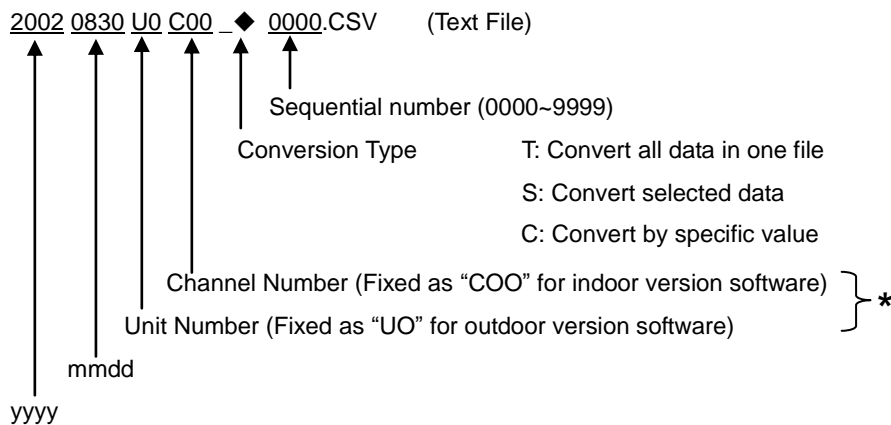 2002 0830 U0 C00 _◆ 0000.CSV (Text File)
Sequential number (0000~9999)
Conversion Type T: Convert all data in one file
S: Convert selected data
C: Convert by specific value
Channel Number (Fixed as “COO” for indoor version software)
*
Unit Number (Fixed as “UO” for outdoor version software)
mmdd
yyyy